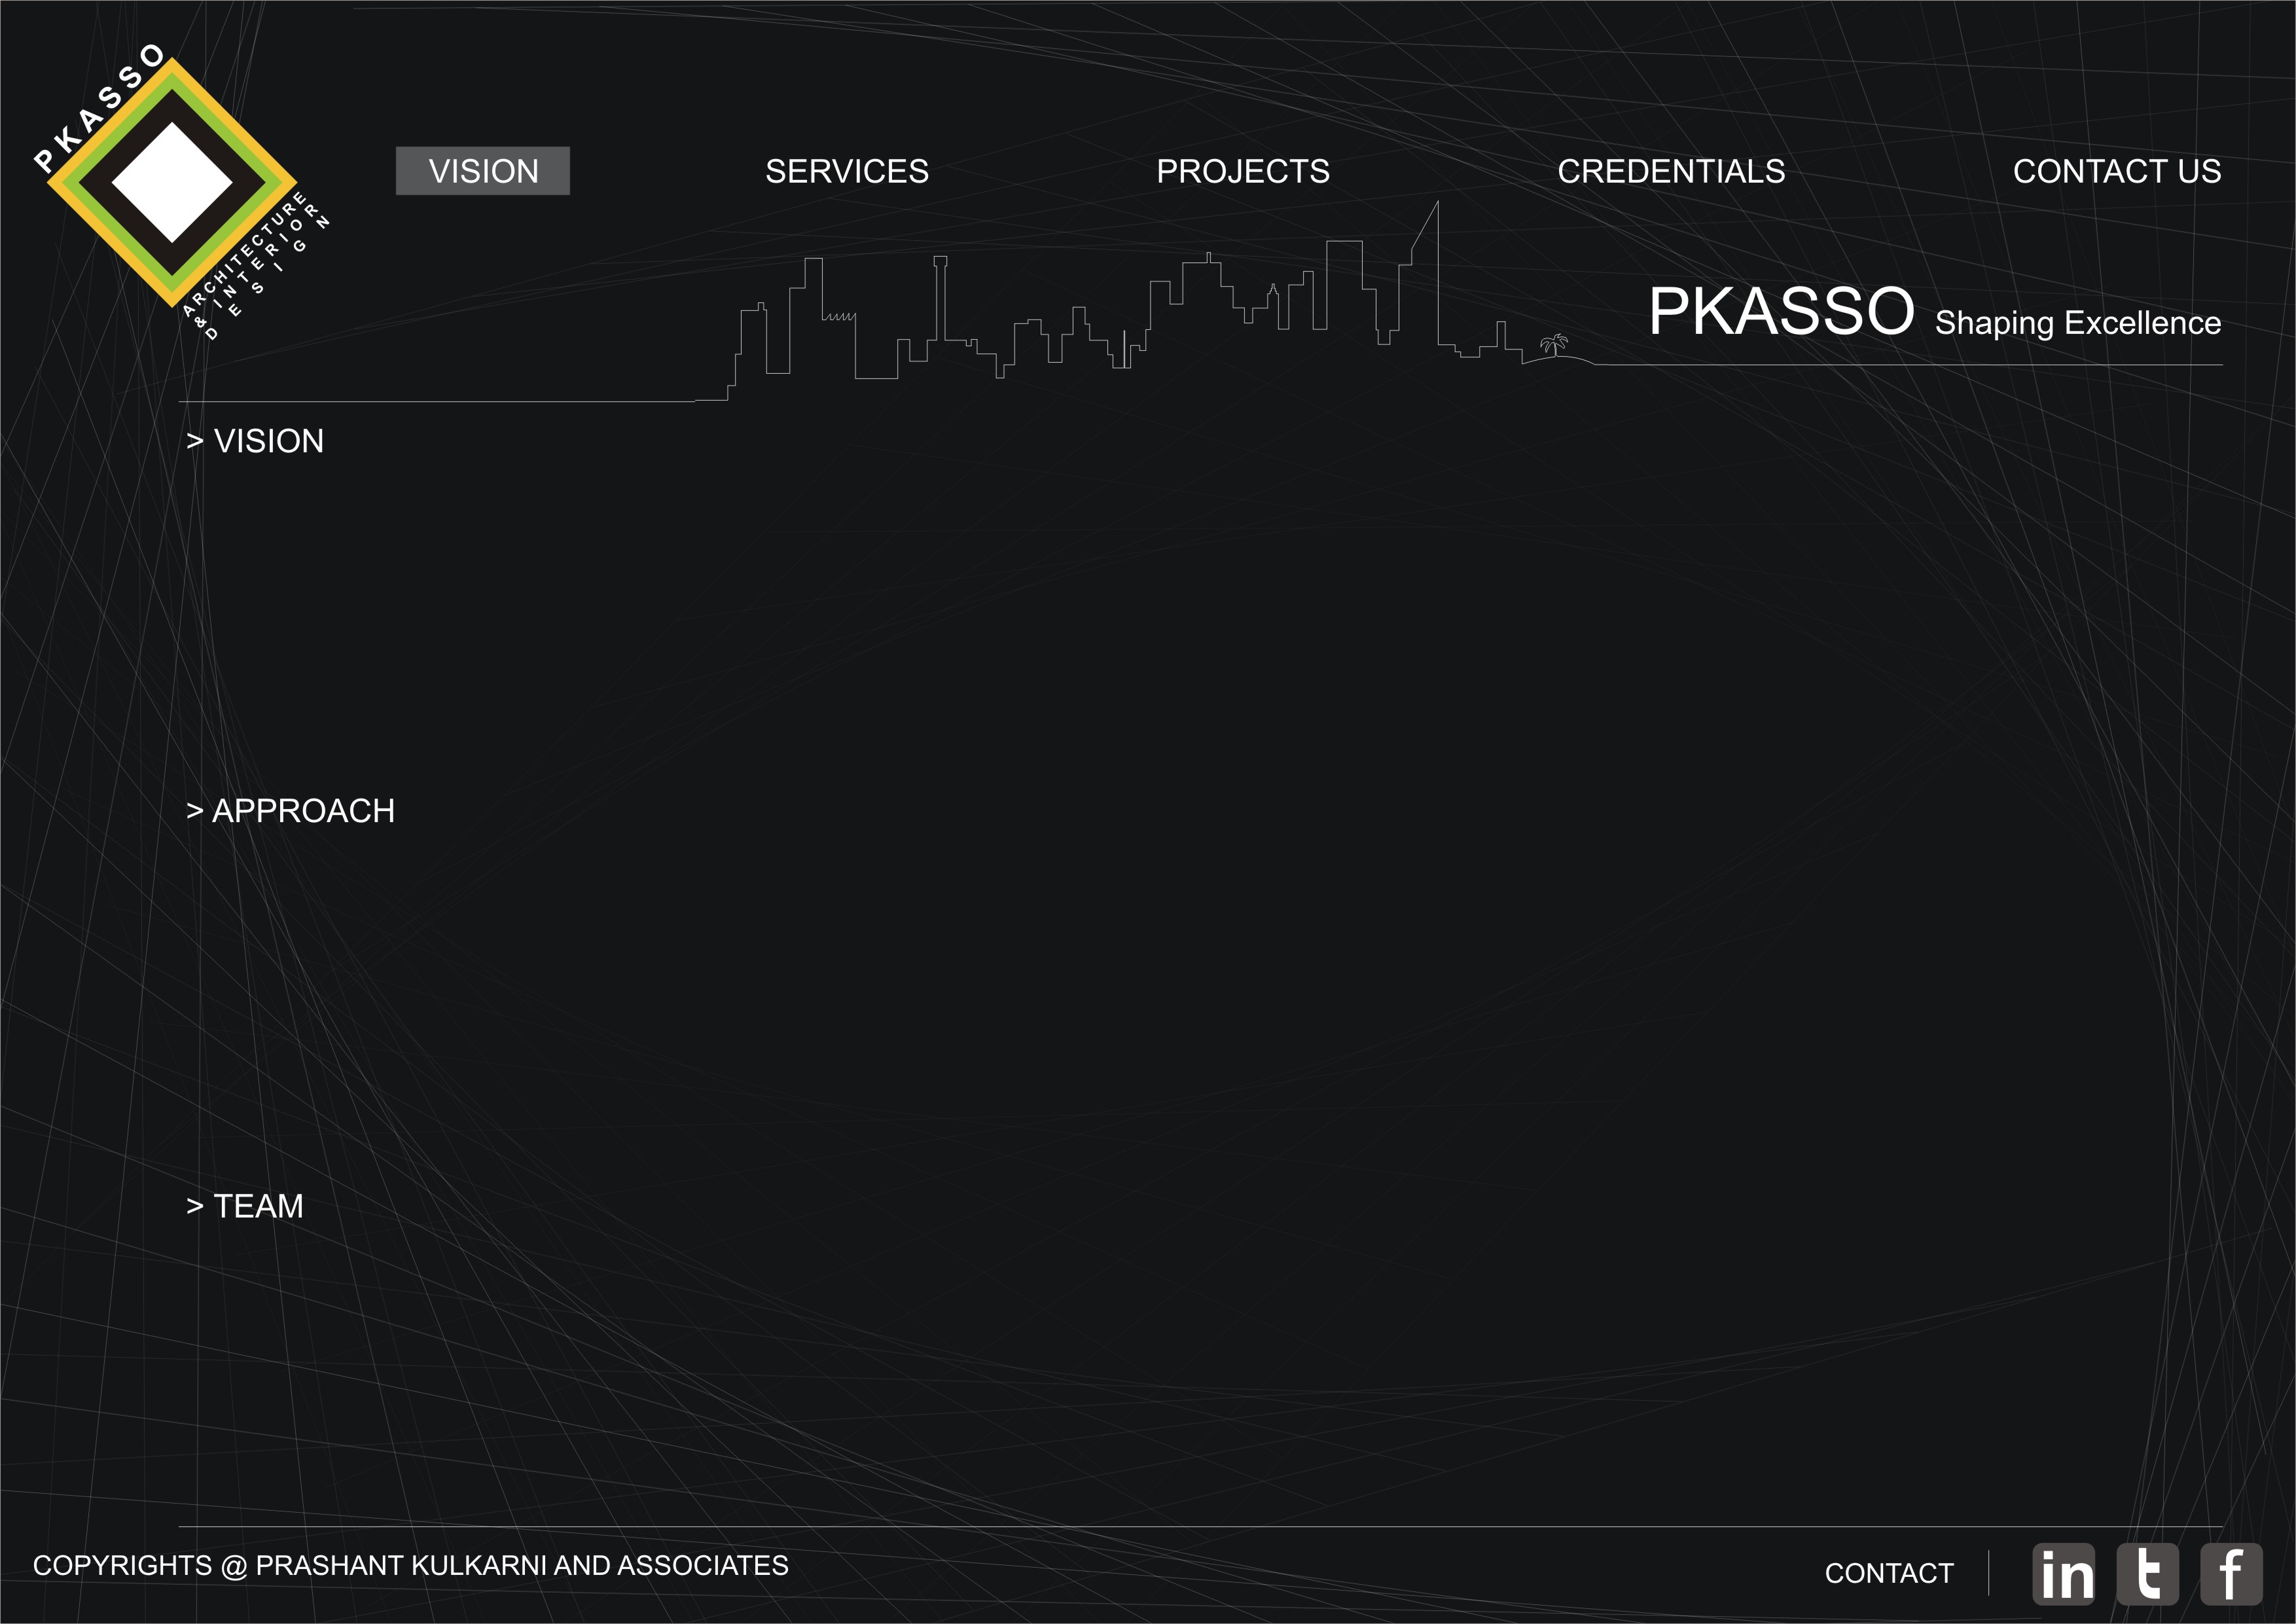 PKASSO
ARCHITECTURE
& INTERIOR
DESIGN
VISION
SERVICES
PROJECTS
CREDENTIALS
CONTACT US
PKASSO Shaping Excellence
> VISION
> APPROACH
> TEAM
COPYRIGHTS @ PRASHANT KULKARNI AND ASSOCIATES
CONTACT
in
t
f